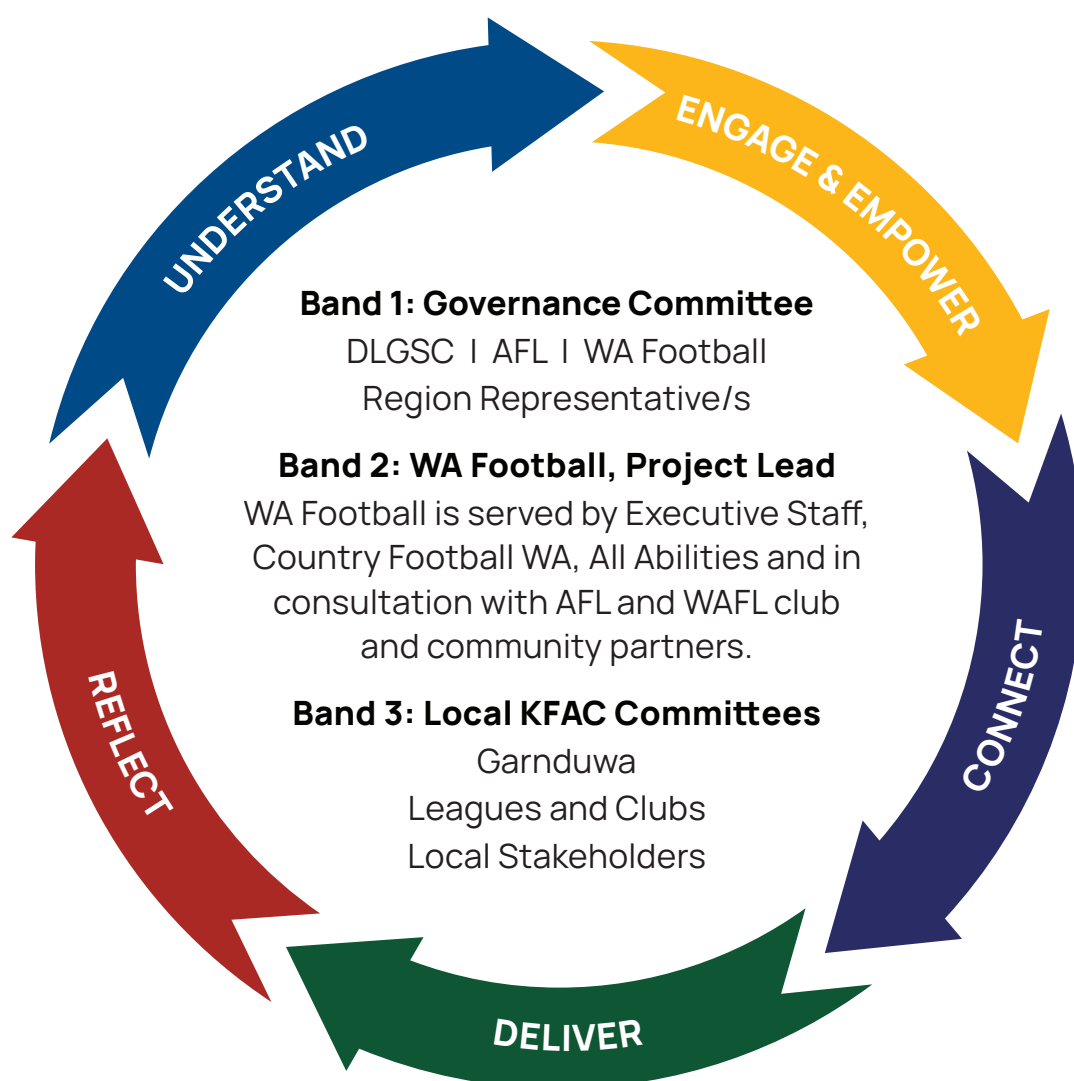 UNDERSTAND
ENGAGE & EMPOWER
CONNECT
DELIVER
REFLECT
Band 1: Governance Committee
DLGSC | AFL | WA Football
Region Representative/s
Band 2: WA Football, Project Lead
WA Football is served by Executive Staff,
Country Football WA, All Abilities and in
consultation with AFL and WAFL club
and community partners.
Band 3: Local KFAC Committees
Garnduwa
Leagues and Clubs
Local Stakeholders